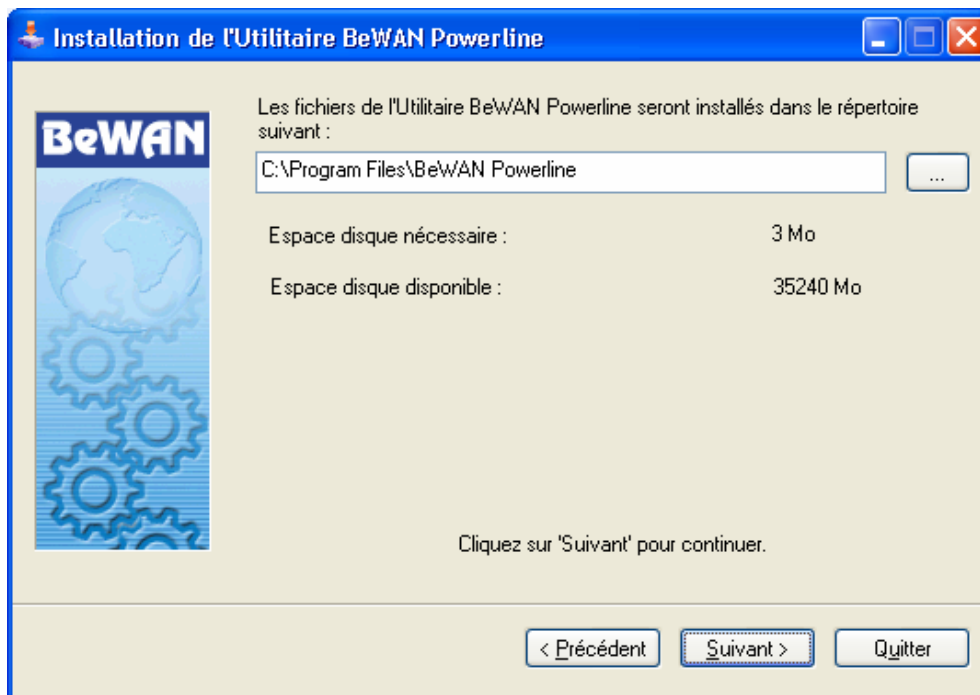 Installation de l'Utilitaire BeWAN Powerline
BeWAN
Les fichiers de l'Utilitaire BeWAN Powerline seront installés dans le répertoire
suivant :
C:\Program Files\BeWAN Powerline
...
Espace disque nécessaire : 3 Mo
Espace disque disponible : 35240 Mo
Cliquez sur 'Suivant' pour continuer.
< Précédent
Suivant >
Quitter